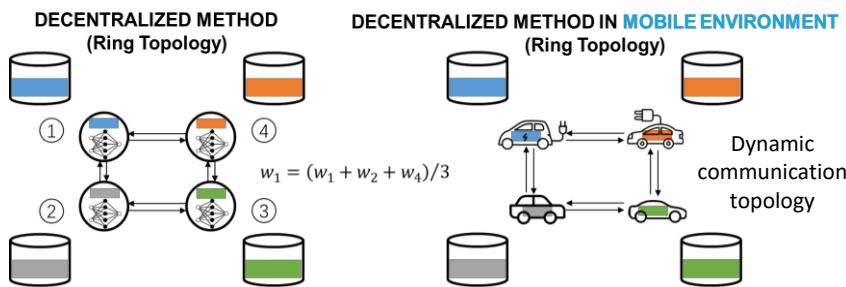 DECENTRALIZED METHOD
(Ring Topology)
① ④
② ③
w₁ = (w₁ + w₂ + w₄)/3
DECENTRALIZED METHOD IN MOBILE ENVIRONMENT
(Ring Topology)
Dynamic
communication
topology